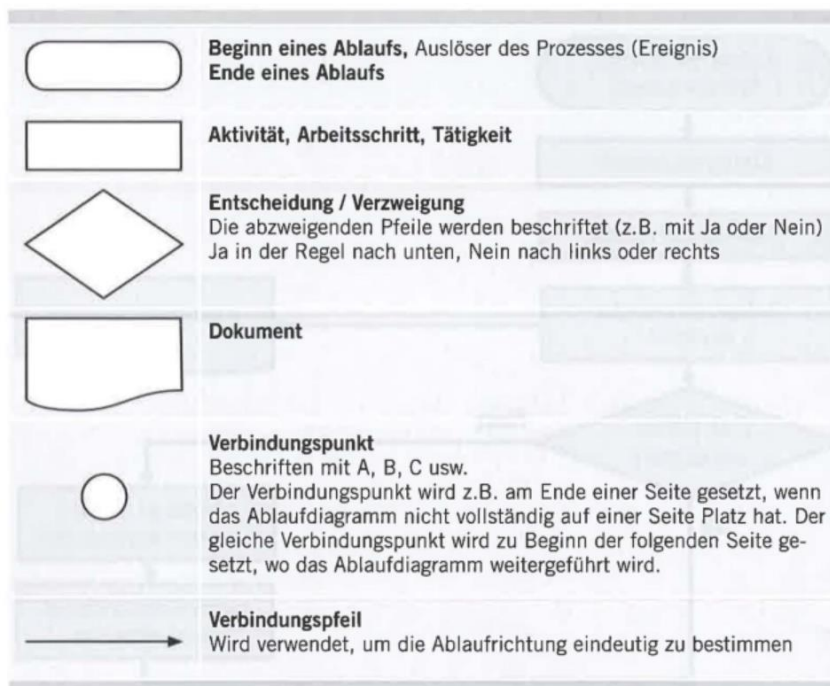 Beginn eines Ablaufs, Auslöser des Prozesses (Ereignis)
Ende eines Ablaufs
Aktivität, Arbeitsschritt, Tätigkeit
Entscheidung / Verzweigung
Die abzweigenden Pfeile werden beschriftet (z.B. mit Ja oder Nein)
Ja in der Regel nach unten, Nein nach links oder rechts
Dokument
Verbindungspunkt
Beschriften mit A, B, C usw.
Der Verbindungspunkt wird z.B. am Ende einer Seite gesetzt, wenn
das Ablaufdiagramm nicht vollständig auf einer Seite Platz hat. Der
gleiche Verbindungspunkt wird zu Beginn der folgenden Seite ge-
setzt, wo das Ablaufdiagramm weitergeführt wird.
Verbindungspfeil
Wird verwendet, um die Ablaufrichtung eindeutig zu bestimmen